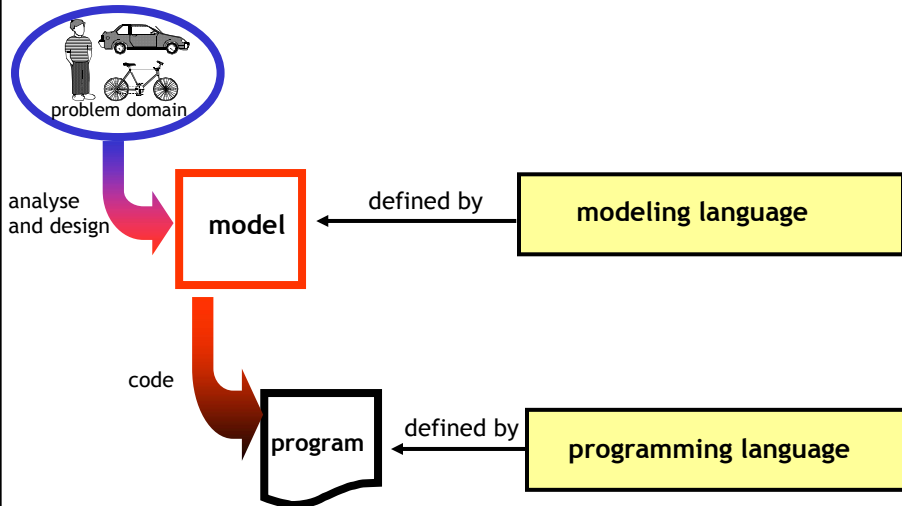 problem domain
analyse
and design
model
defined by
modeling language
code
program
defined by
programming language